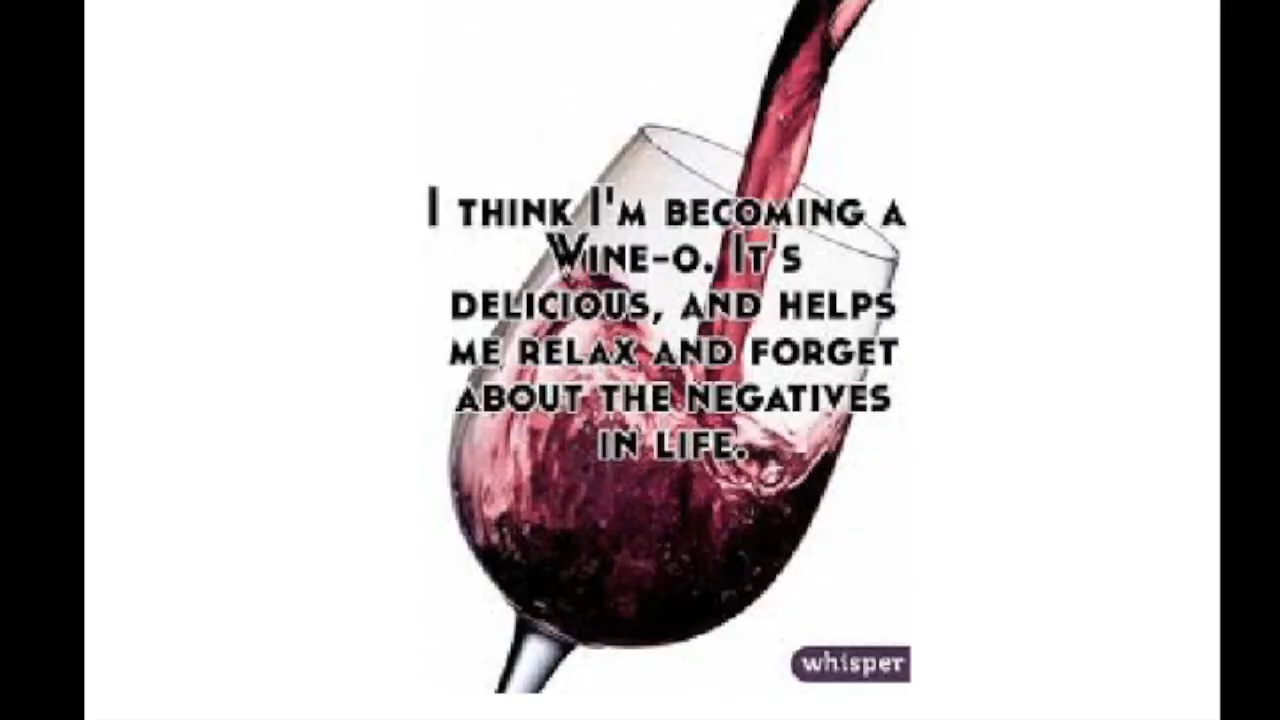 I THINK I'M BECOMING A
WINE-O. IT'S
DELICIOUS, AND HELPS
ME RELAX AND FORGET
ABOUT THE NEGATIVES
IN LIFE.
whisper